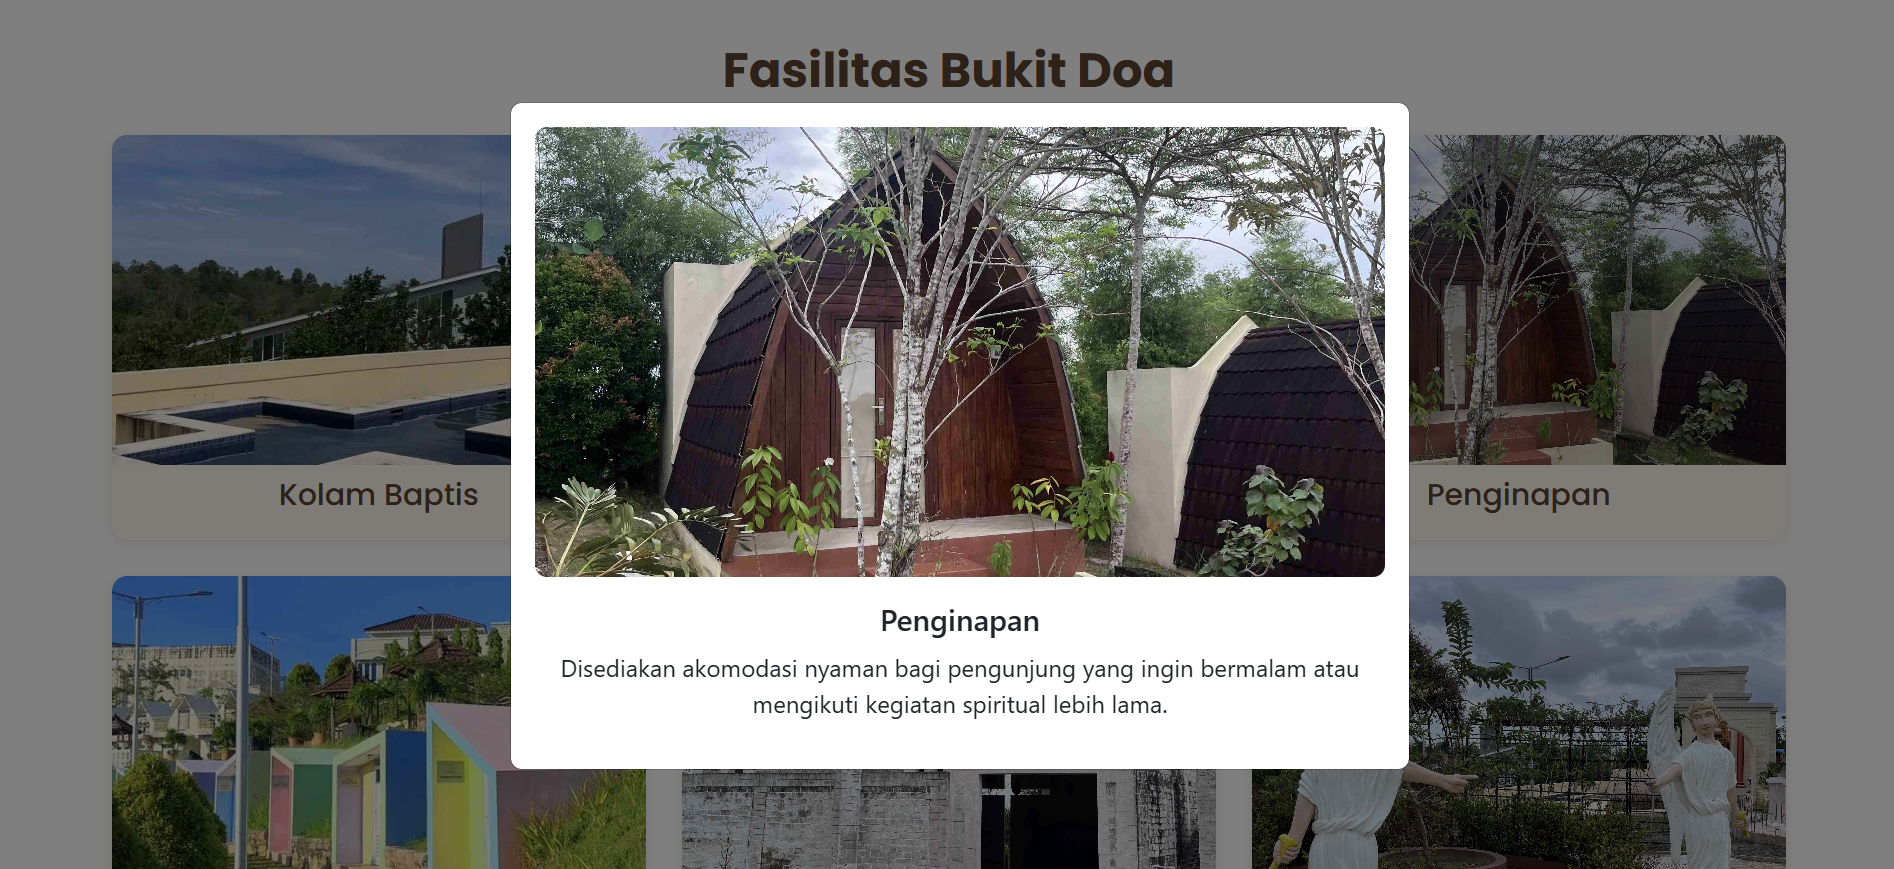 Fasilitas Bukit Doa
Kolam Baptis
Penginapan
Penginapan
Disediakan akomodasi nyaman bagi pengunjung yang ingin bermalam atau
mengikuti kegiatan spiritual lebih lama.